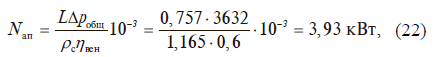 N_ап = LΔp_общ / ρ_c η_вен 10⁻³ = 0,757·3632 / 1,165·0,6 ·10⁻³ = 3,93 кВт, (22)